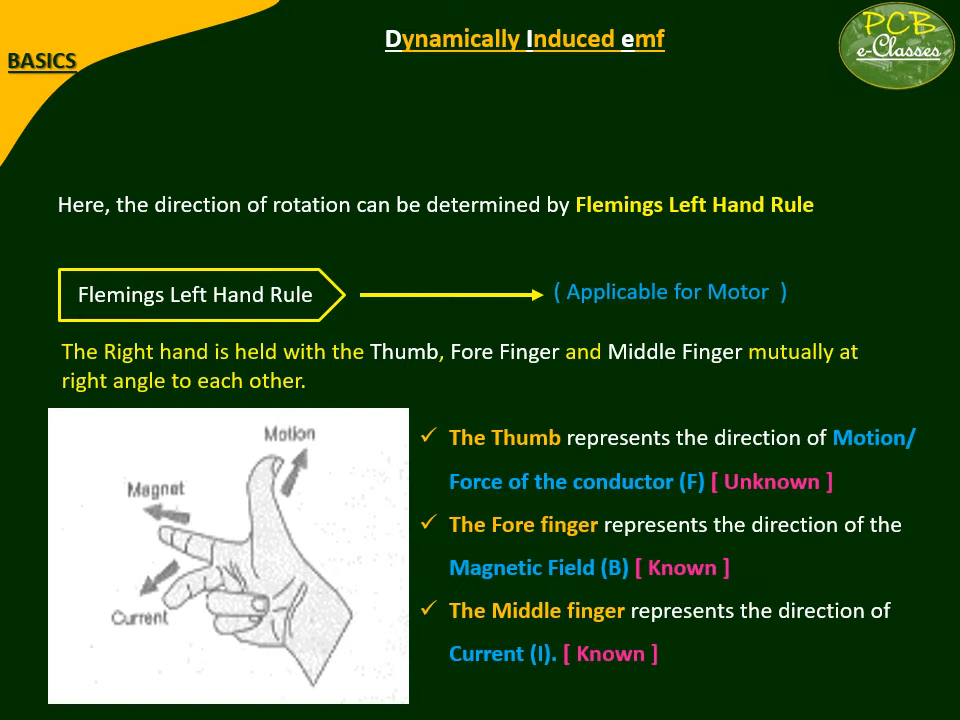 Dynamically Induced emf
PCB
e-Classes
BASICS
Here, the direction of rotation can be determined by Flemings Left Hand Rule
Flemings Left Hand Rule
( Applicable for Motor )
The Right hand is held with the Thumb, Fore Finger and Middle Finger mutually at
right angle to each other.
Motion
Magnet
Current
✓ The Thumb represents the direction of Motion/
Force of the conductor (F) [ Unknown ]
✓ The Fore finger represents the direction of the
Magnetic Field (B) [ Known ]
✓ The Middle finger represents the direction of
Current (I). [ Known ]